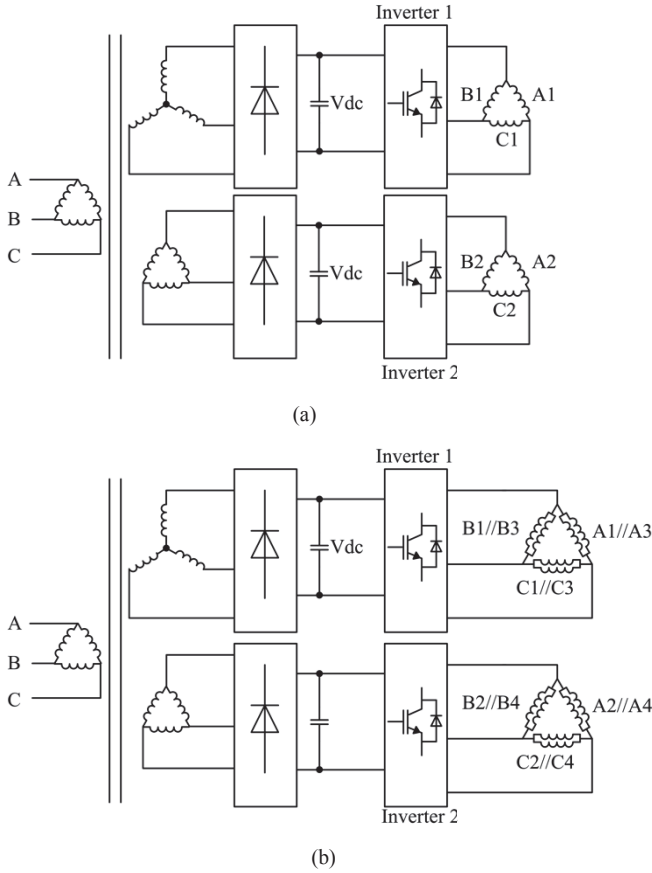 Inverter 1
Vdc
B1
A1
C1
A
B
C
Vdc
B2
A2
C2
Inverter 2
(a)
Inverter 1
Vdc
B1//B3
A1//A3
C1//C3
A
B
C
B2//B4
A2//A4
C2//C4
Inverter 2
(b)